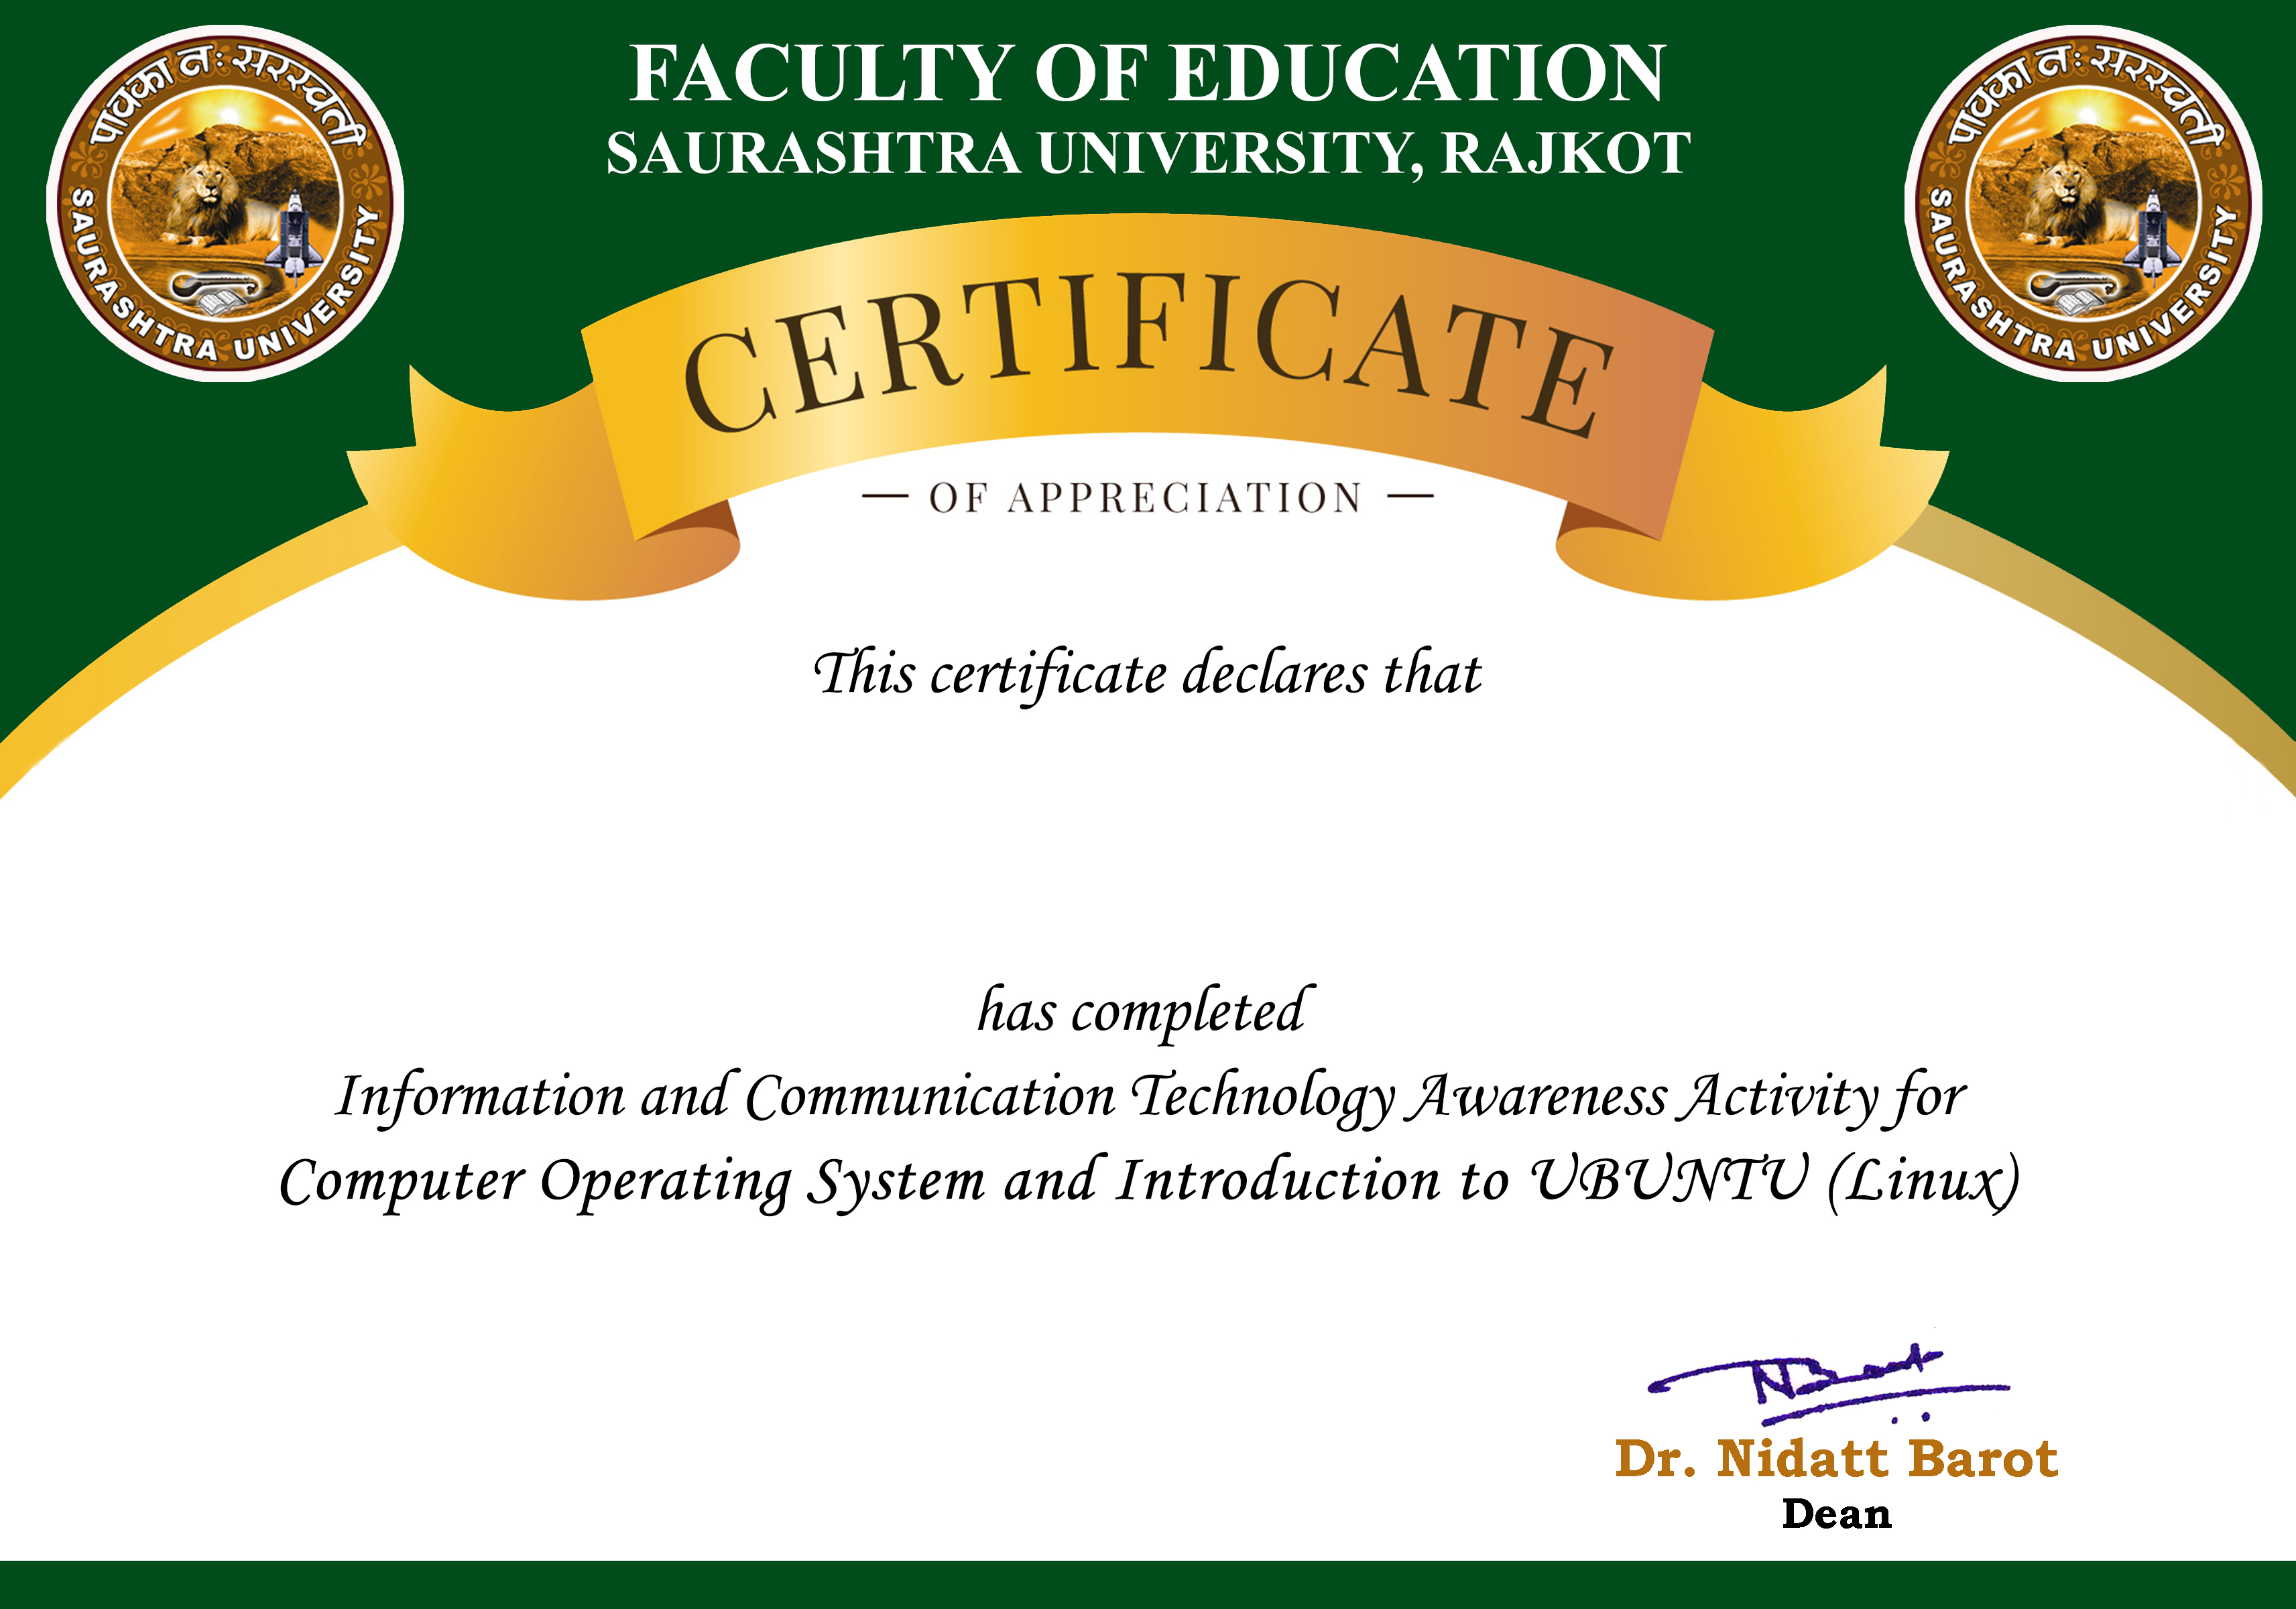 पावका नः सरस्वती
SAURASHTRA UNIVERSITY
FACULTY OF EDUCATION
SAURASHTRA UNIVERSITY, RAJKOT
पावका नः सरस्वती
SAURASHTRA UNIVERSITY
CERTIFICATE
— OF APPRECIATION —
This certificate declares that
has completed
Information and Communication Technology Awareness Activity for
Computer Operating System and Introduction to UBUNTU (Linux)
NBarot
Dr. Nidatt Barot
Dean